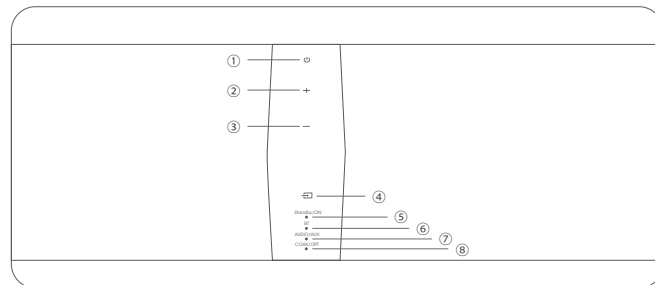 ①
②
③
④
Standby/ON
⑤
BT
⑥
AUDIO/AUX
⑦
COAX/OPT
⑧